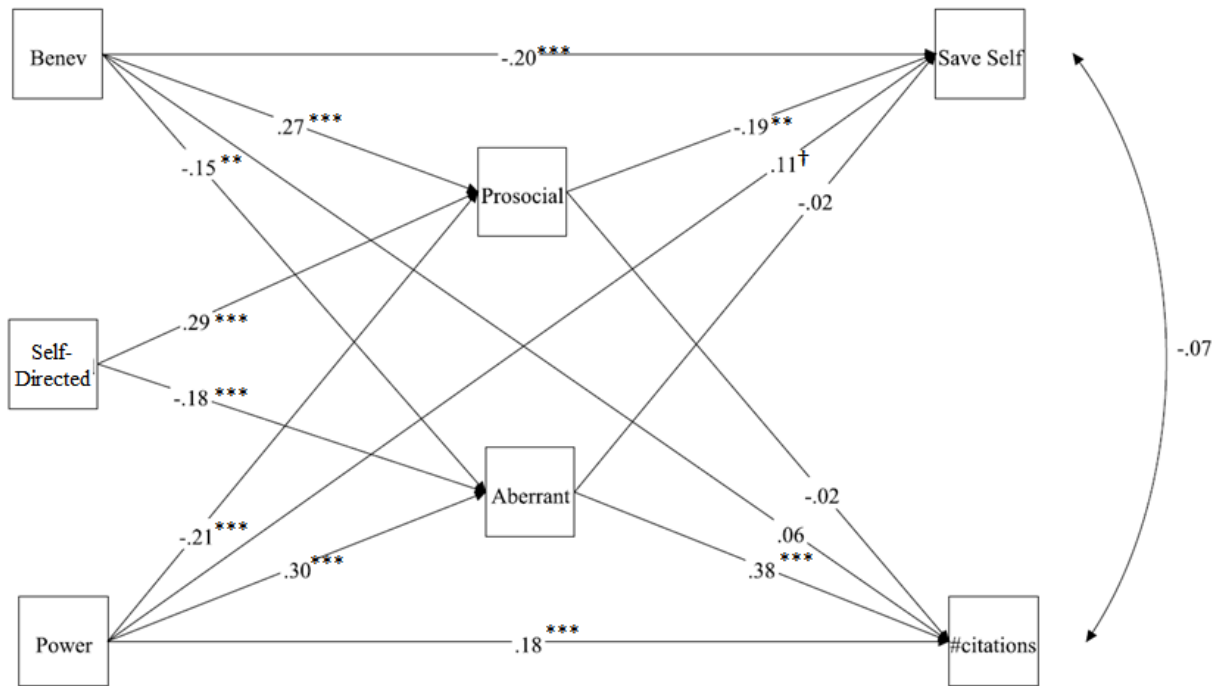 Benev
-.20***
Save Self
.27***
-.19**
-.15**
.11†
Prosocial
-.02
.29***
Self-
Directed
-.07
-.18***
Aberrant
-.02
-.21***
.06
.30***
.38***
Power
.18***
#citations